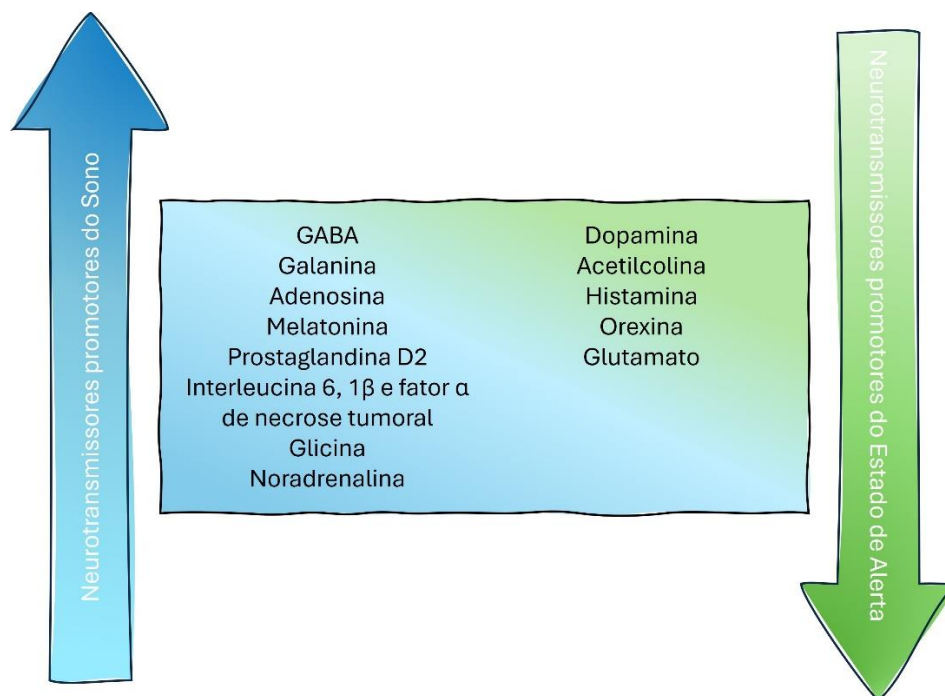 Neurotransmissores promotores do Sono
GABA
Galanina
Adenosina
Melatonina
Prostaglandina D2
Interleucina 6, 1β e fator α
de necrose tumoral
Glicina
Noradrenalina
Dopamina
Acetilcolina
Histamina
Orexina
Glutamato
Neurotransmissores promotores do Estado de Alerta